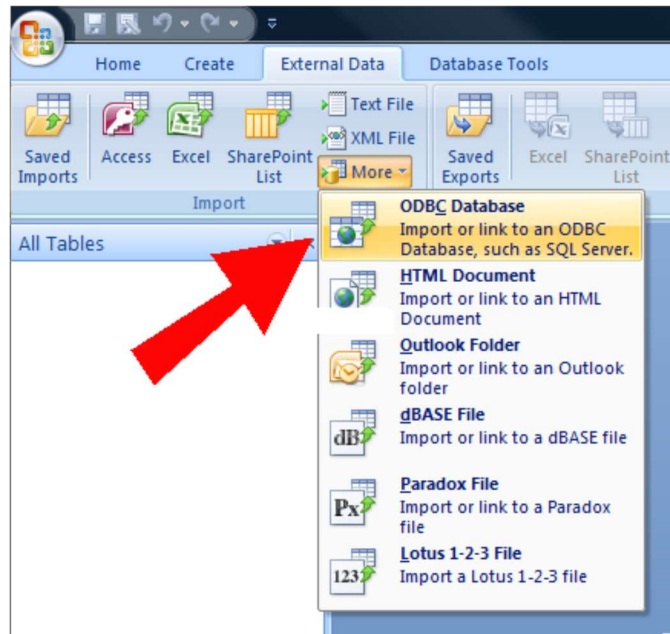 Home Create External Data Database Tools
Text File
XML File
More
Saved Imports
Access
Excel
SharePoint List
Saved Exports
Excel
SharePoint List
Import
All Tables
ODBC Database
Import or link to an ODBC
Database, such as SQL Server.
HTML Document
Import or link to an HTML
Document
Outlook Folder
Import or link to an Outlook
folder
dBASE File
dB
Import or link to a dBASE file
Paradox File
Px
Import or link to a Paradox
file
Lotus 1-2-3 File
123
Import a Lotus 1-2-3 file